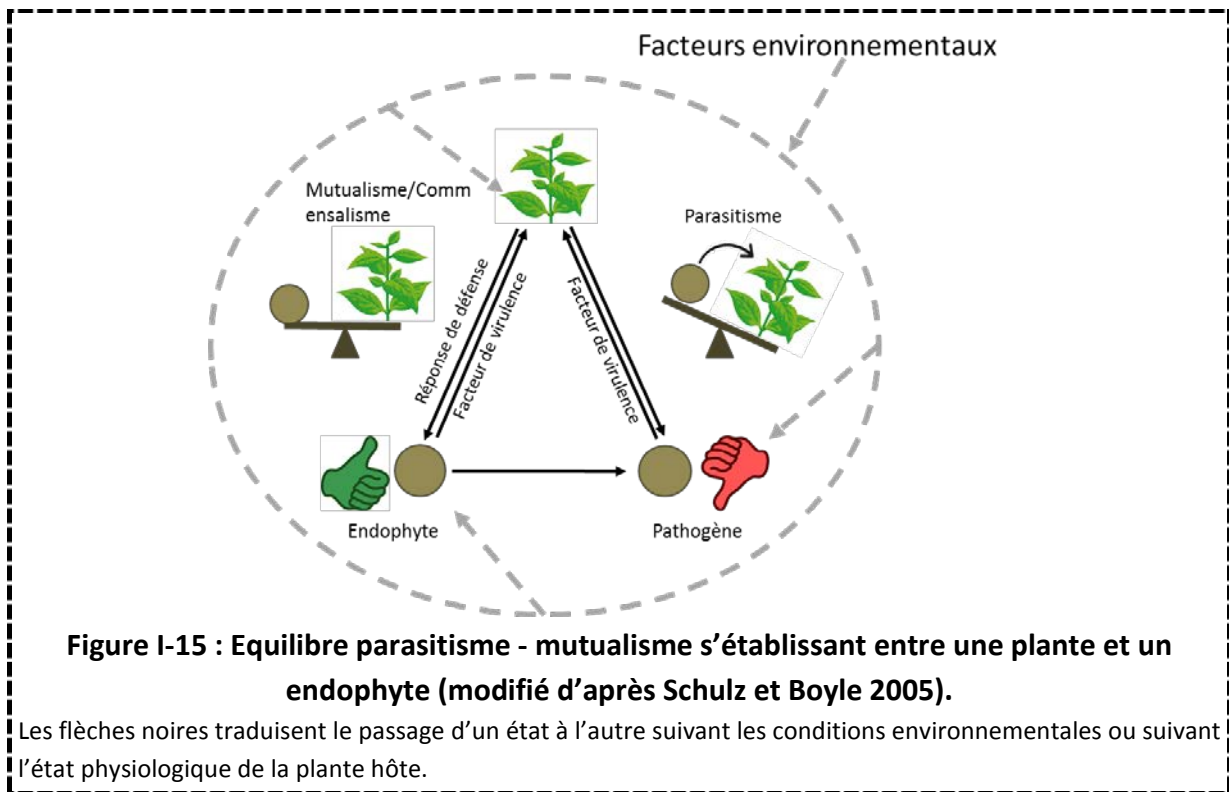 Facteurs environnementaux
Mutualisme/Comm
ensalisme
Parasitisme
Réponse de défense
Facteur de virulence
Facteur de virulence
Endophyte
Pathogène
Figure I-15 : Equilibre parasitisme - mutualisme s’établissant entre une plante et un
endophyte (modifié d’après Schulz et Boyle 2005).
Les flèches noires traduisent le passage d’un état à l’autre suivant les conditions environnementales ou suivant
l’état physiologique de la plante hôte.